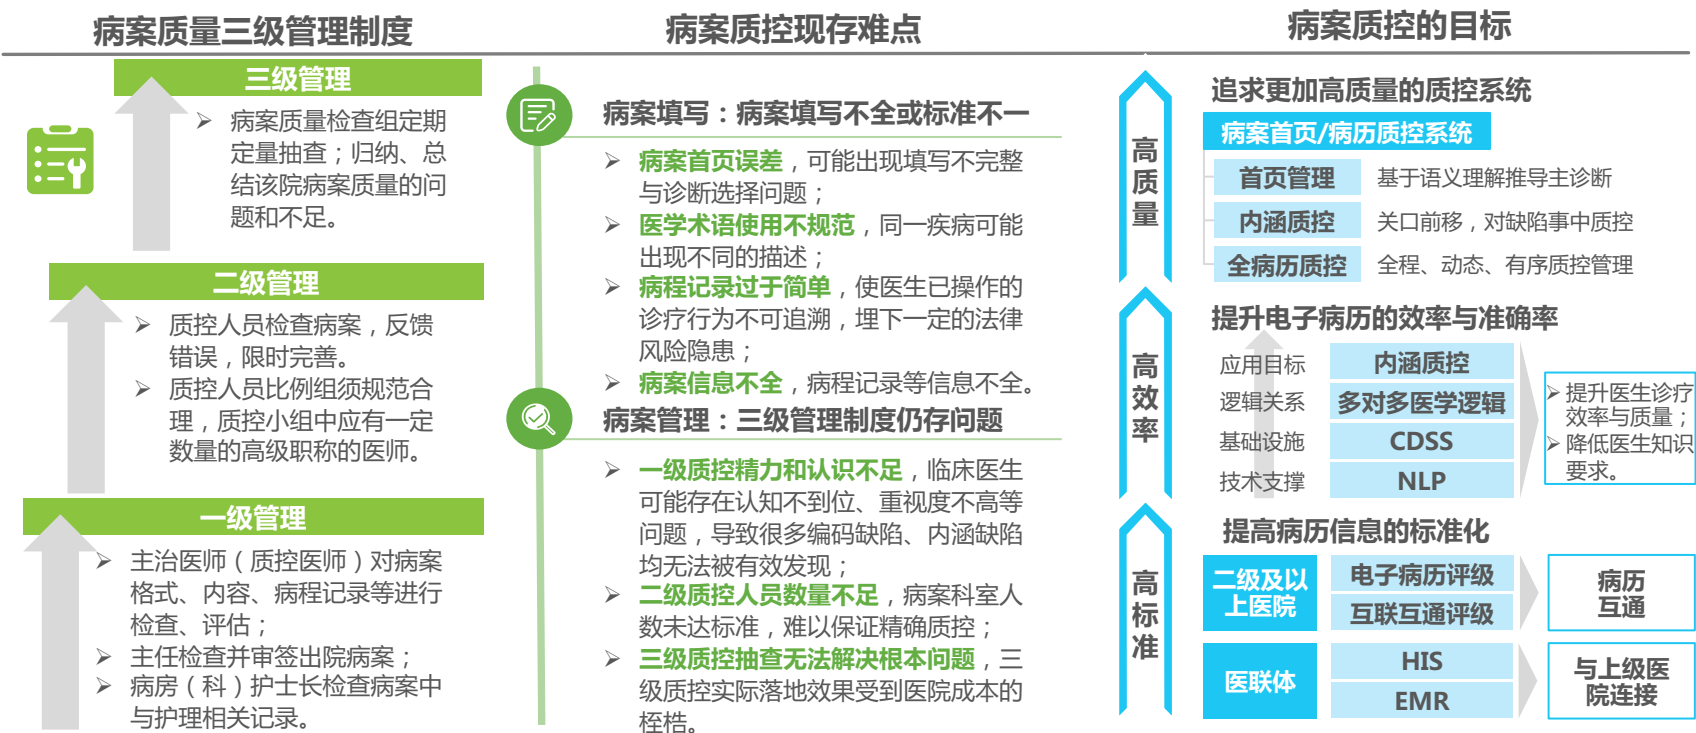 病案质量三级管理制度
三级管理
➢ 病案质量检查组定期
定量抽查；归纳、总
结该院病案质量的问
题和不足。
二级管理
➢ 质控人员检查病案，反馈
错误，限时完善。
➢ 质控人员比例组须规范合
理，质控小组中应有一定
数量的高级职称的医师。
一级管理
➢ 主治医师（质控医师）对病案
格式、内容、病程记录等进行
检查、评估；
➢ 主任检查并审签出院病案；
➢ 病房（科）护士长检查病案中
与护理相关记录。
病案质控现存难点
病案填写：病案填写不全或标准不一
➢ 病案首页误差，可能出现填写不完整
与诊断选择问题；
➢ 医学术语使用不规范，同一疾病可能
出现不同的描述；
➢ 病程记录过于简单，使医生已操作的
诊疗行为不可追溯，埋下一定的法律
风险隐患；
➢ 病案信息不全，病程记录等信息不全。
病案管理：三级管理制度仍存问题
➢ 一级质控精力和认识不足，临床医生
可能存在认知不到位、重视度不高等
问题，导致很多编码缺陷、内涵缺陷
均无法被有效发现；
➢ 二级质控人员数量不足，病案科室人
数未达标准，难以保证精确质控；
➢ 三级质控抽查无法解决根本问题，三
级质控实际落地效果受到医院成本的
桎梏。
病案质控的目标
高质量
追求更加高质量的质控系统
病案首页/病历质控系统
首页管理 基于语义理解推导主诊断
内涵质控 关口前移，对缺陷事中质控
全病历质控 全程、动态、有序质控管理
高效率
提升电子病历的效率与准确率
应用目标 内涵质控
逻辑关系 多对多医学逻辑
基础设施 CDSS
技术支撑 NLP
➢ 提升医生诊疗
效率与质量；
➢ 降低医生知识
要求。
高标准
提高病历信息的标准化
二级及以
上医院
电子病历评级
互联互通评级
病历
互通
医联体
HIS
EMR
与上级医
院连接